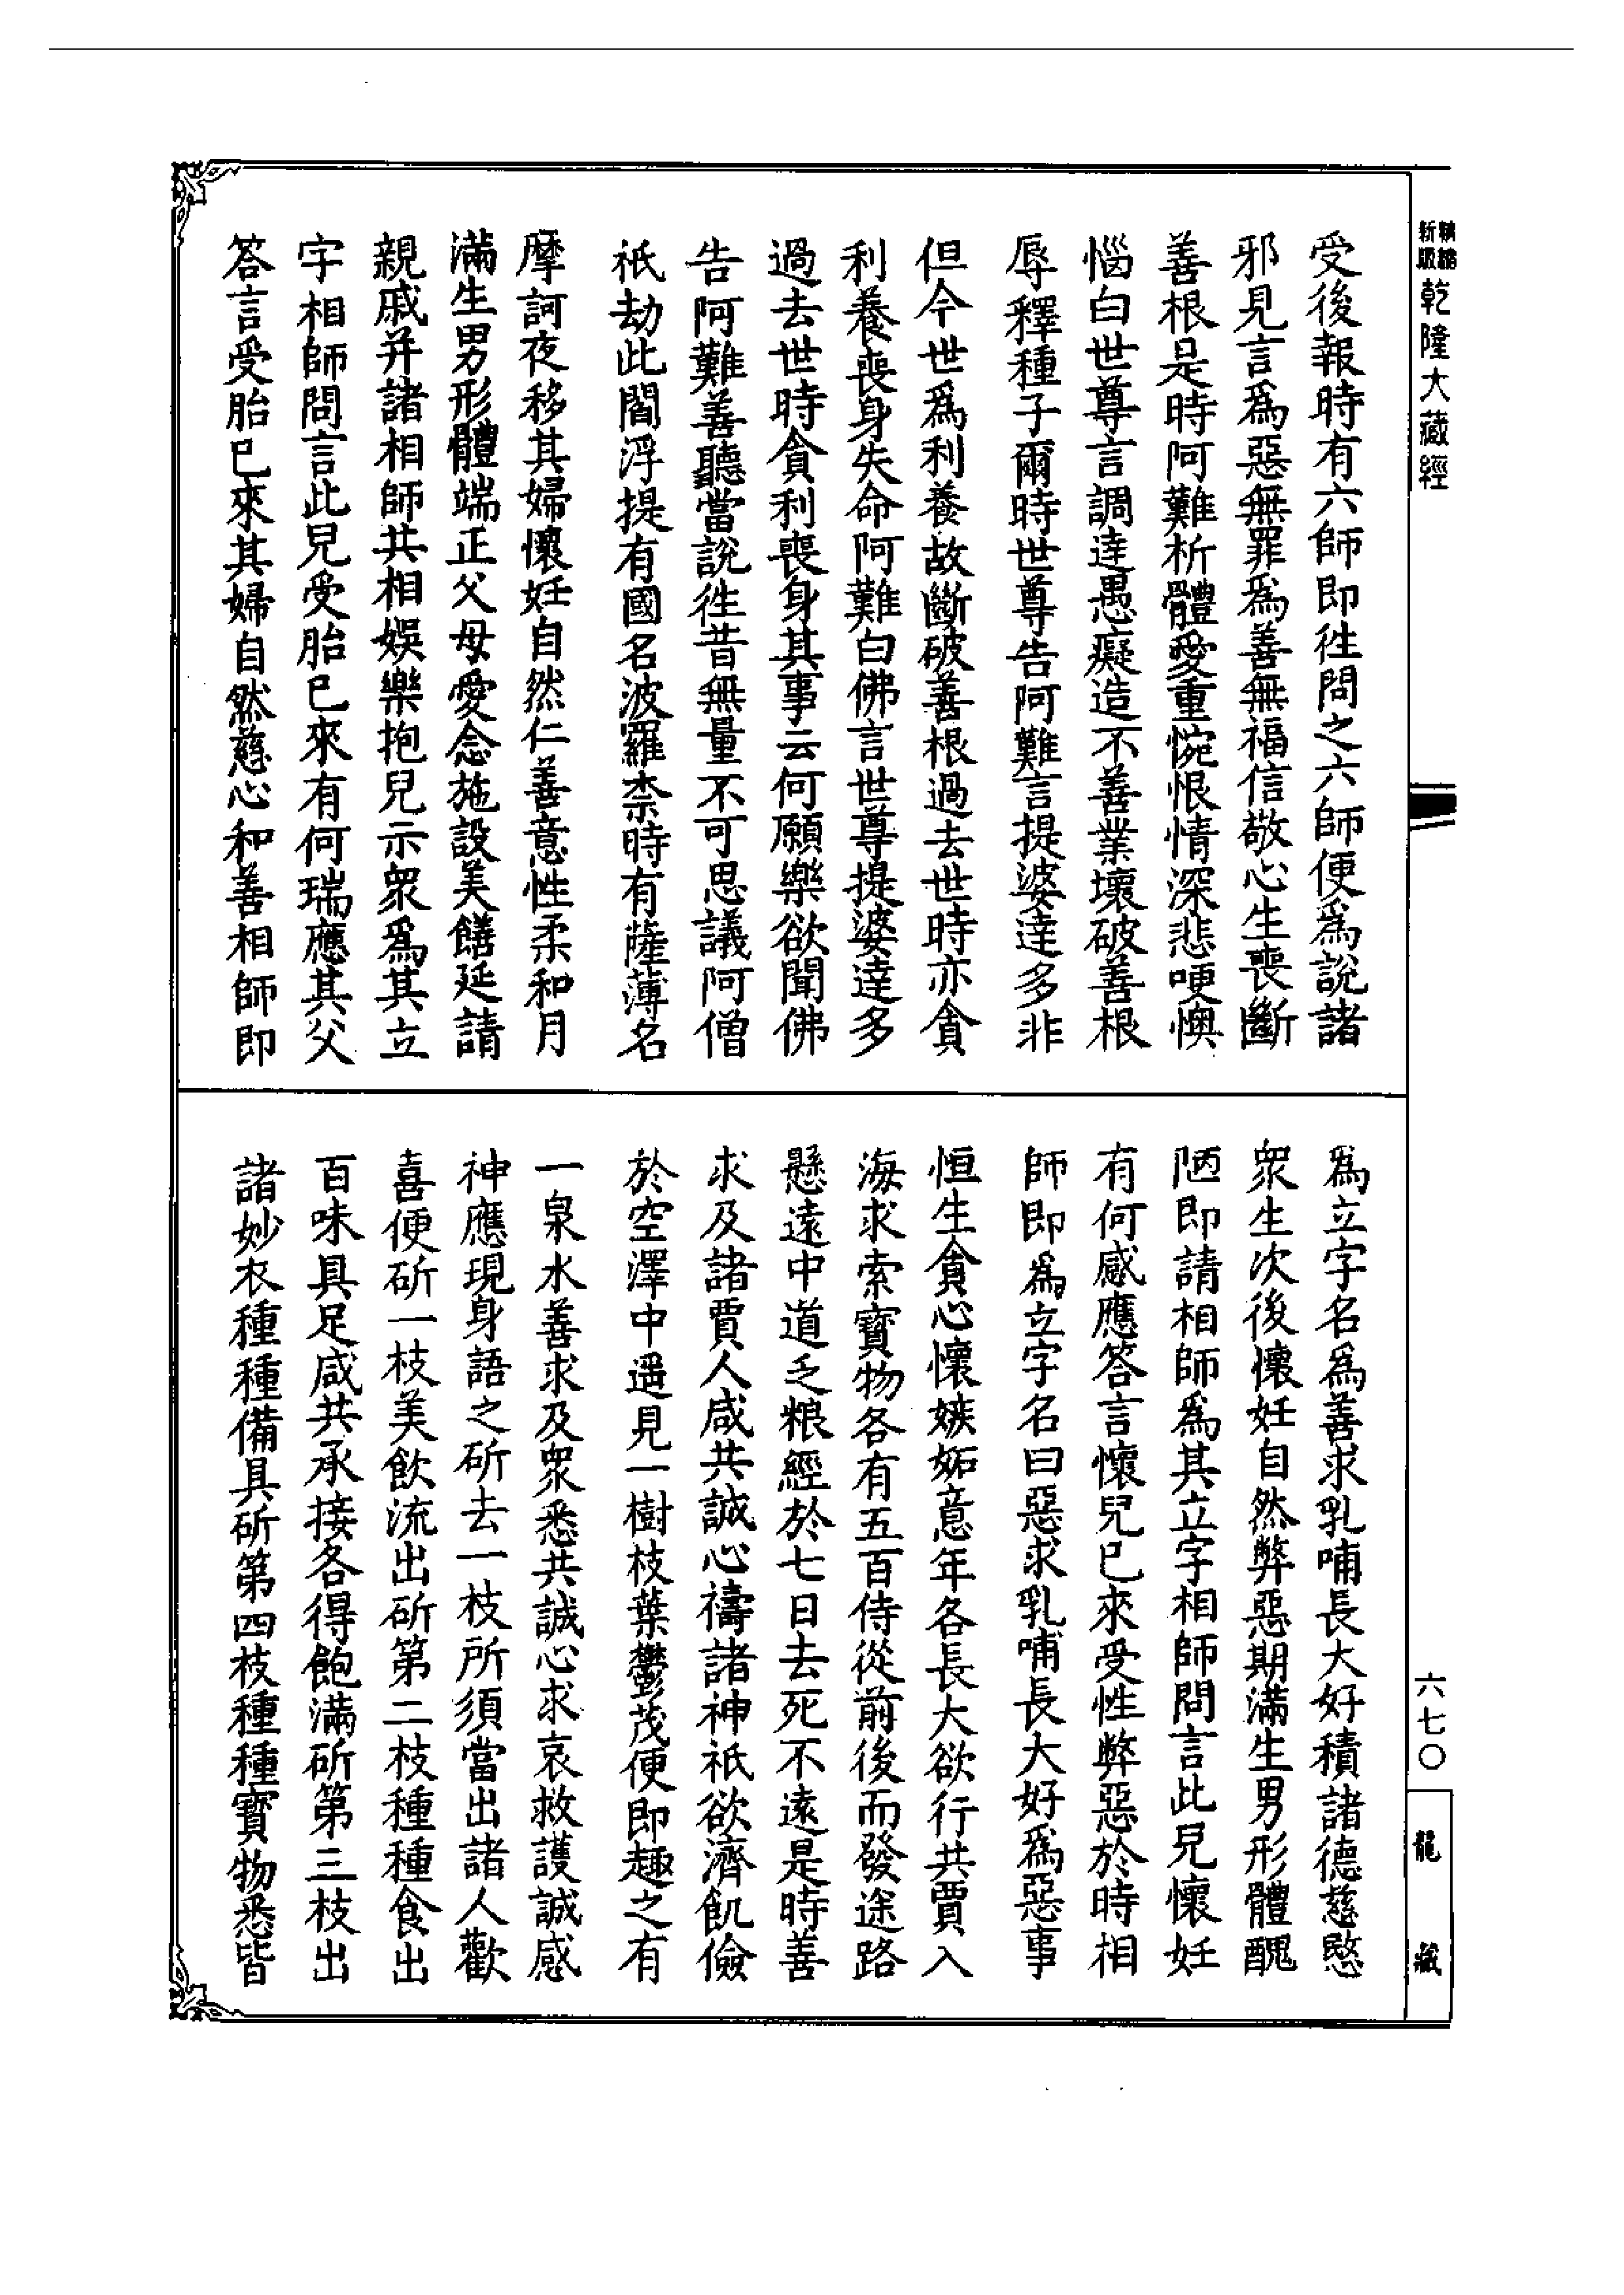 精縮新版乾隆大藏經
受後報時有六師即徃問之六師便爲說諸
邪見言爲惡無罪爲善無福信敬心生喪斷
善根是時阿難析體愛重惋恨情深悲哽懊
惱白世尊言調達愚癡造不善業壞破善根
辱釋種子爾時世尊告阿難言提婆達多非
但今世爲利養故斷破善根過去世時亦貪
利養喪身失命阿難白佛言世尊提婆達多
過去世時貪利喪身其事云何願樂欲聞佛
告阿難善聽當說徃昔無量不可思議阿僧
祇劫此閻浮提有國名波羅柰時有薩薄名
摩訶夜移其婦懷妊自然仁善意性柔和月
滿生男形體端正父母愛念施設美饍延請
親戚并諸相師共相娛樂抱兒示衆爲其立
字相師問言此兒受胎已來有何瑞應其父
答言受胎已來其婦自然慈心和善相師即
爲立字名爲善求乳哺長大好積諸德慈愍
衆生次後懷妊自然弊惡期滿生男形體醜
陋即請相師爲其立字相師問言此兒懷妊
有何感應答言懷兒已來受性弊惡於時相
師即爲立字名曰惡求乳哺長大好爲惡事
恒生貪心懷嫉妬意年各長大欲行共賈入
海求索寶物各有五百侍從前後而發途路
懸遠中道乏粮經於七日去死不遠是時善
求及諸賈人咸共誠心禱諸神祇欲濟飢儉
於空澤中遥見一樹枝葉鬱茂便即趣之有
一泉水善求及衆悉共誠心求哀救護誠感
神應現身語之斫去一枝所須當出諸人歡
喜便斫一枝美飲流出斫第二枝種種食出
百味具足咸共承接各得飽滿斫第三枝出
諸妙衣種種備具斫第四枝種種寶物悉皆
六七〇
龍藏